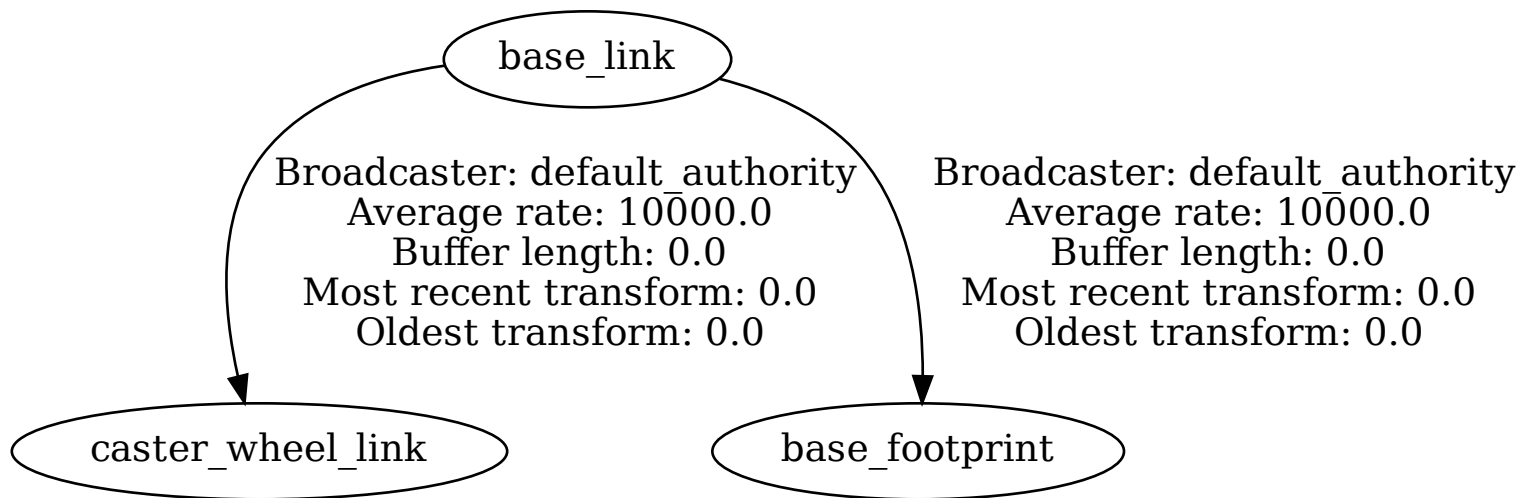 base_link
Broadcaster: default_authority
Average rate: 10000.0
Buffer length: 0.0
Most recent transform: 0.0
Oldest transform: 0.0
Broadcaster: default_authority
Average rate: 10000.0
Buffer length: 0.0
Most recent transform: 0.0
Oldest transform: 0.0
caster_wheel_link
base_footprint